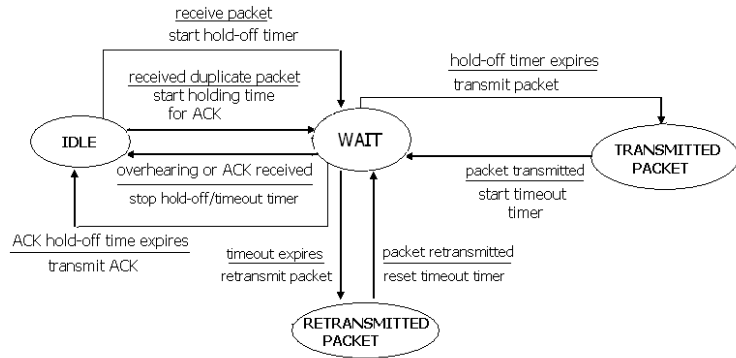 receive packet
start hold-off timer
received duplicate packet
start holding time
for ACK
hold-off timer expires
transmit packet
IDLE
WAIT
TRANSMITTED
PACKET
overhearing or ACK received
stop hold-off/timeout timer
packet transmitted
start timeout
timer
ACK hold-off time expires
transmit ACK
timeout expires
retransmit packet
packet retransmitted
reset timeout timer
RETRANSMITTED
PACKET